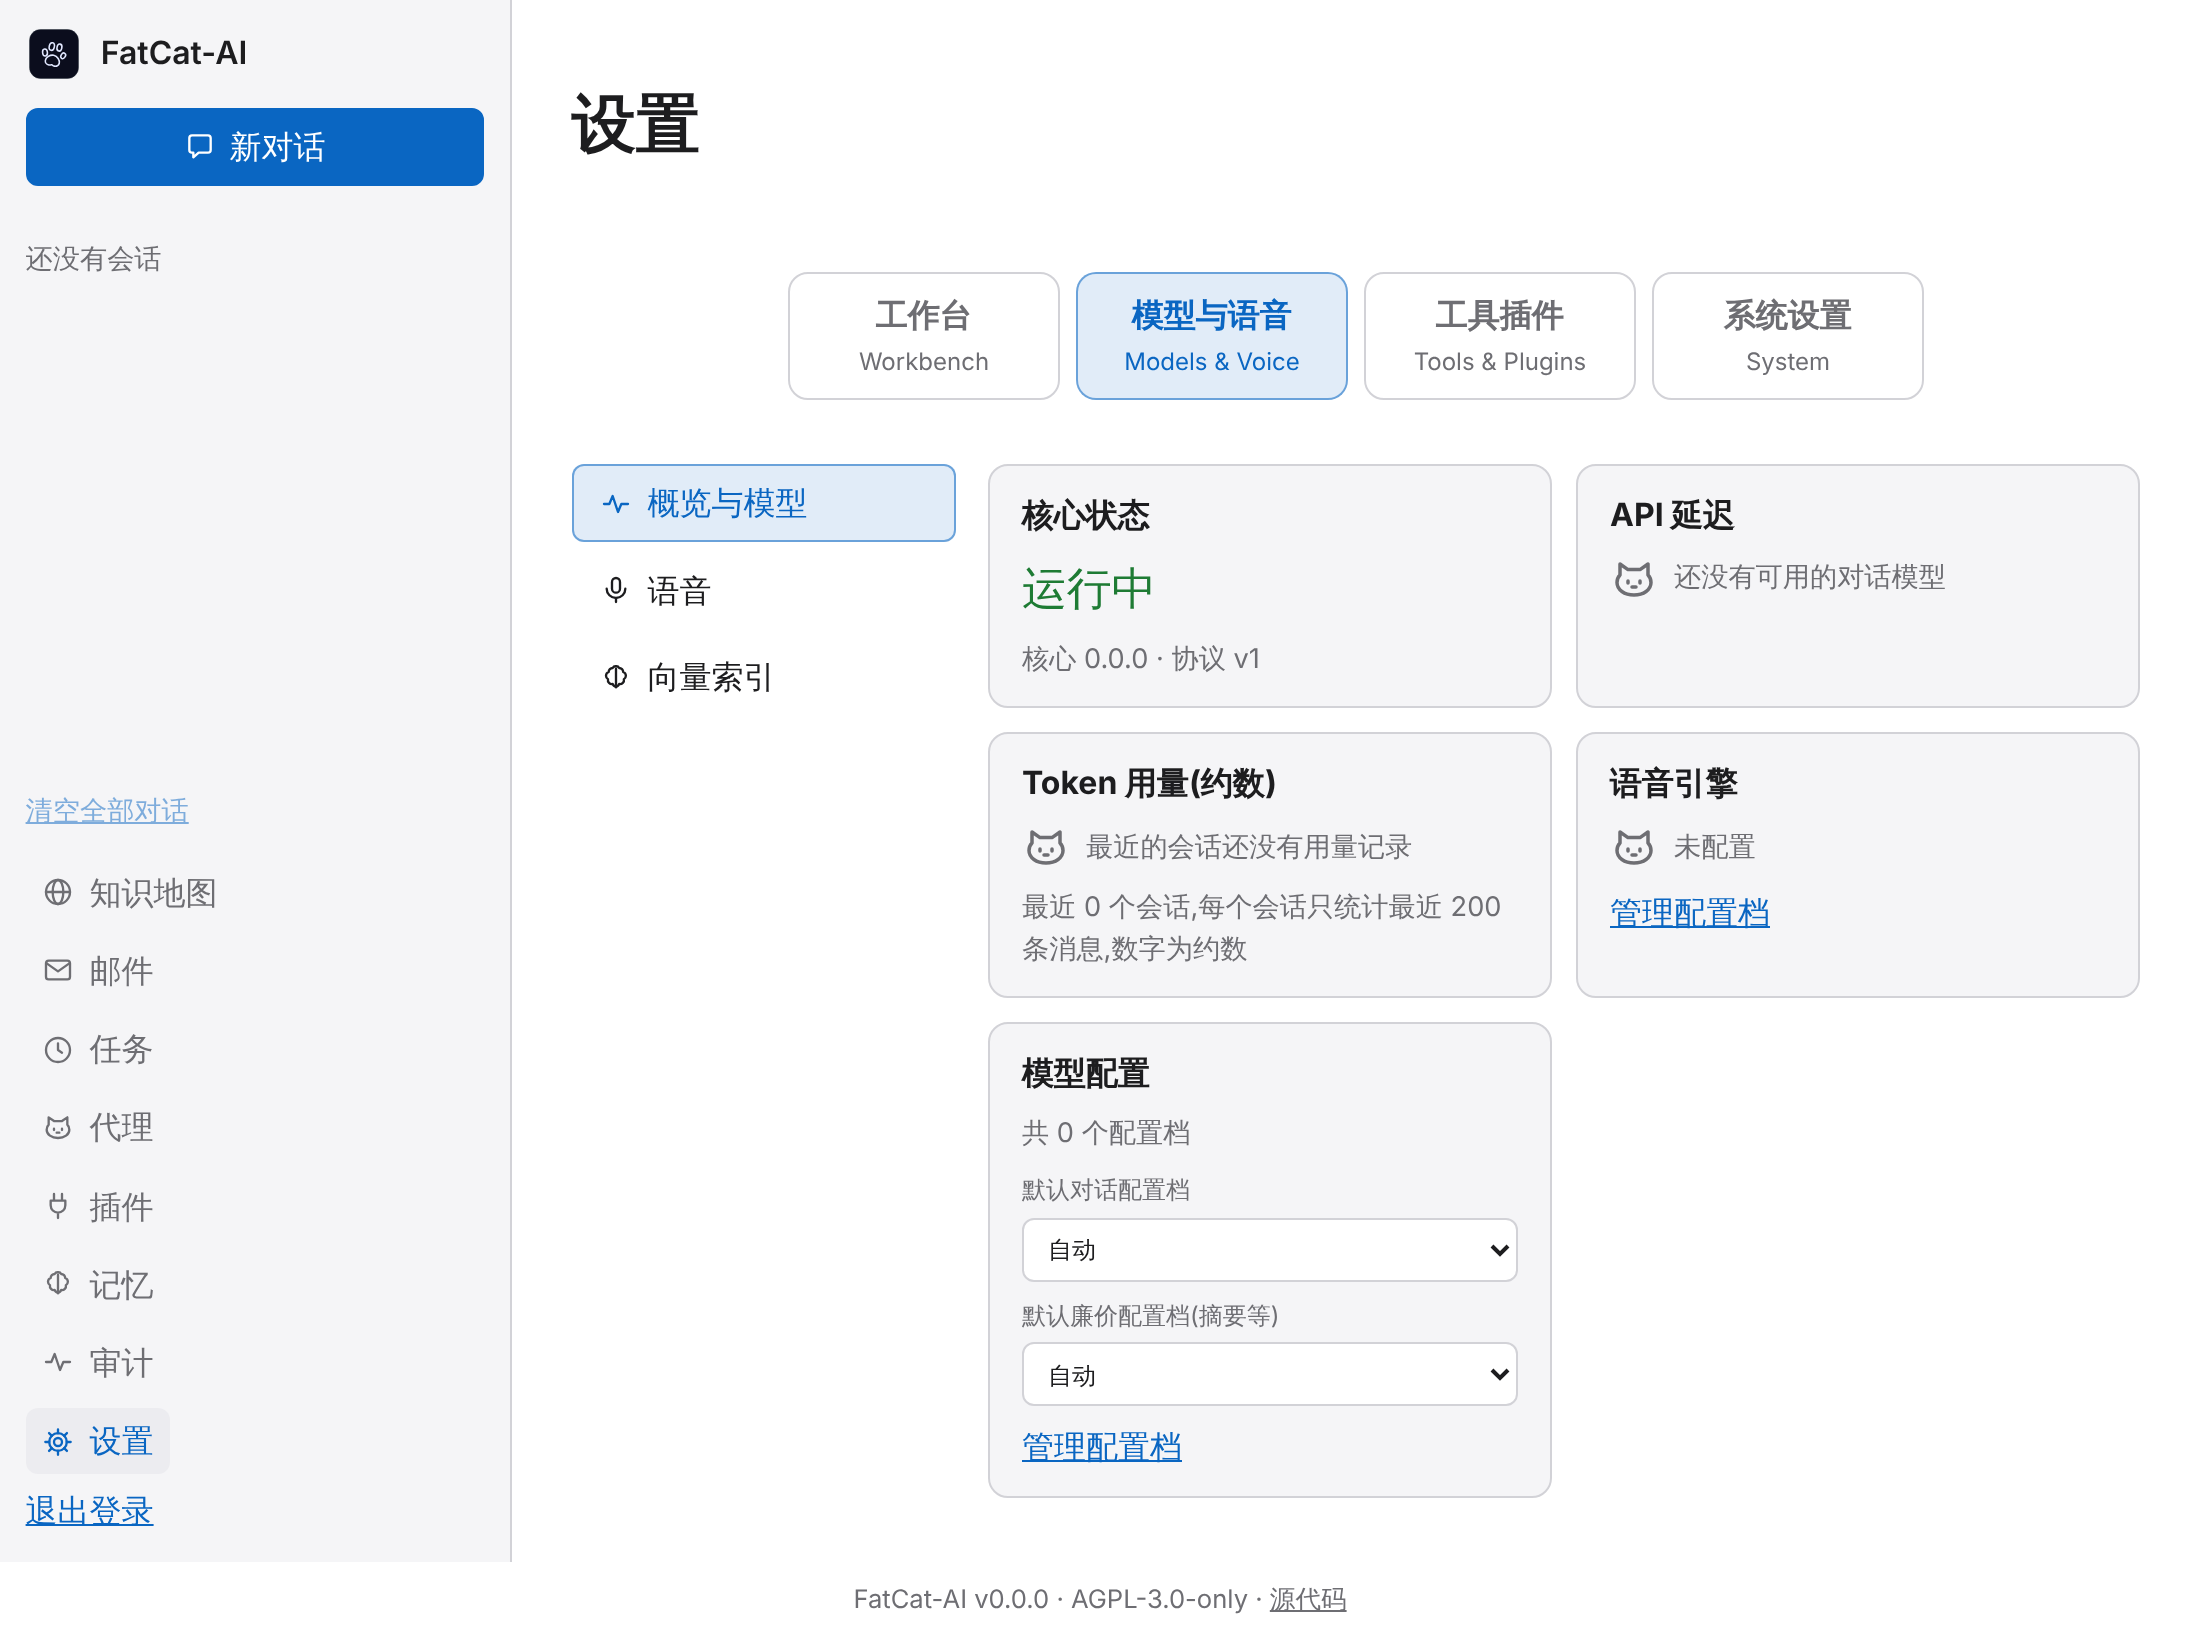 FatCat-AI
新对话
还没有会话
清空全部对话
知识地图
邮件
任务
代理
插件
记忆
审计
设置
退出登录
设置
工作台
Workbench
模型与语音
Models & Voice
工具插件
Tools & Plugins
系统设置
System
概览与模型
语音
向量索引
核心状态
运行中
核心 0.0.0 · 协议 v1
API 延迟
还没有可用的对话模型
Token 用量(约数)
最近的会话还没有用量记录
最近 0 个会话,每个会话只统计最近 200
条消息,数字为约数
语音引擎
未配置
管理配置档
模型配置
共 0 个配置档
默认对话配置档
自动
默认廉价配置档(摘要等)
自动
管理配置档
FatCat-AI v0.0.0 · AGPL-3.0-only · 源代码